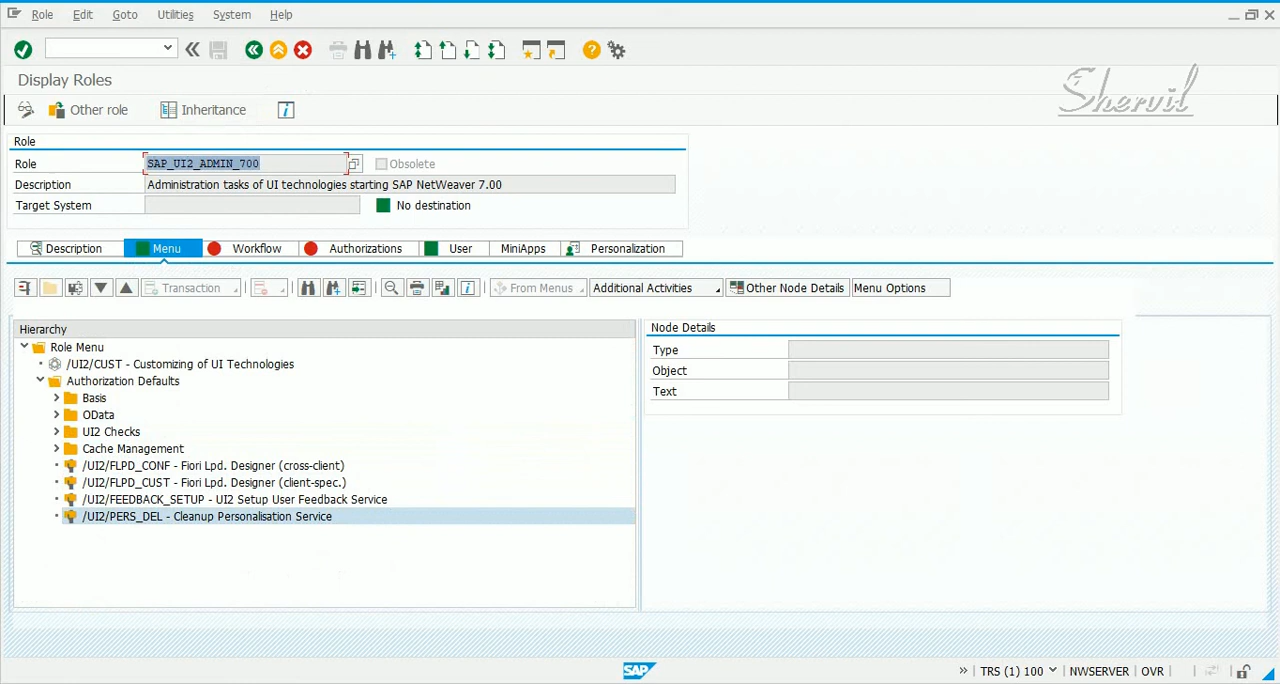 Role Edit Goto Utilities System Help
Display Roles
Shervil
Other role Inheritance
Role
Role SAP_UI2_ADMIN_700 Obsolete
Description Administration tasks of UI technologies starting SAP NetWeaver 7.00
Target System No destination
Description Menu Workflow Authorizations User MiniApps Personalization
Transaction From Menus Additional Activities Other Node Details Menu Options
Hierarchy
Role Menu
/UI2/CUST - Customizing of UI Technologies
Authorization Defaults
Basis
OData
UI2 Checks
Cache Management
/UI2/FLPD_CONF - Fiori Lpd. Designer (cross-client)
/UI2/FLPD_CUST - Fiori Lpd. Designer (client-spec.)
/UI2/FEEDBACK_SETUP - UI2 Setup User Feedback Service
/UI2/PERS_DEL - Cleanup Personalisation Service
Node Details
Type
Object
Text
SAP TRS (1) 100 NWSERVER OVR